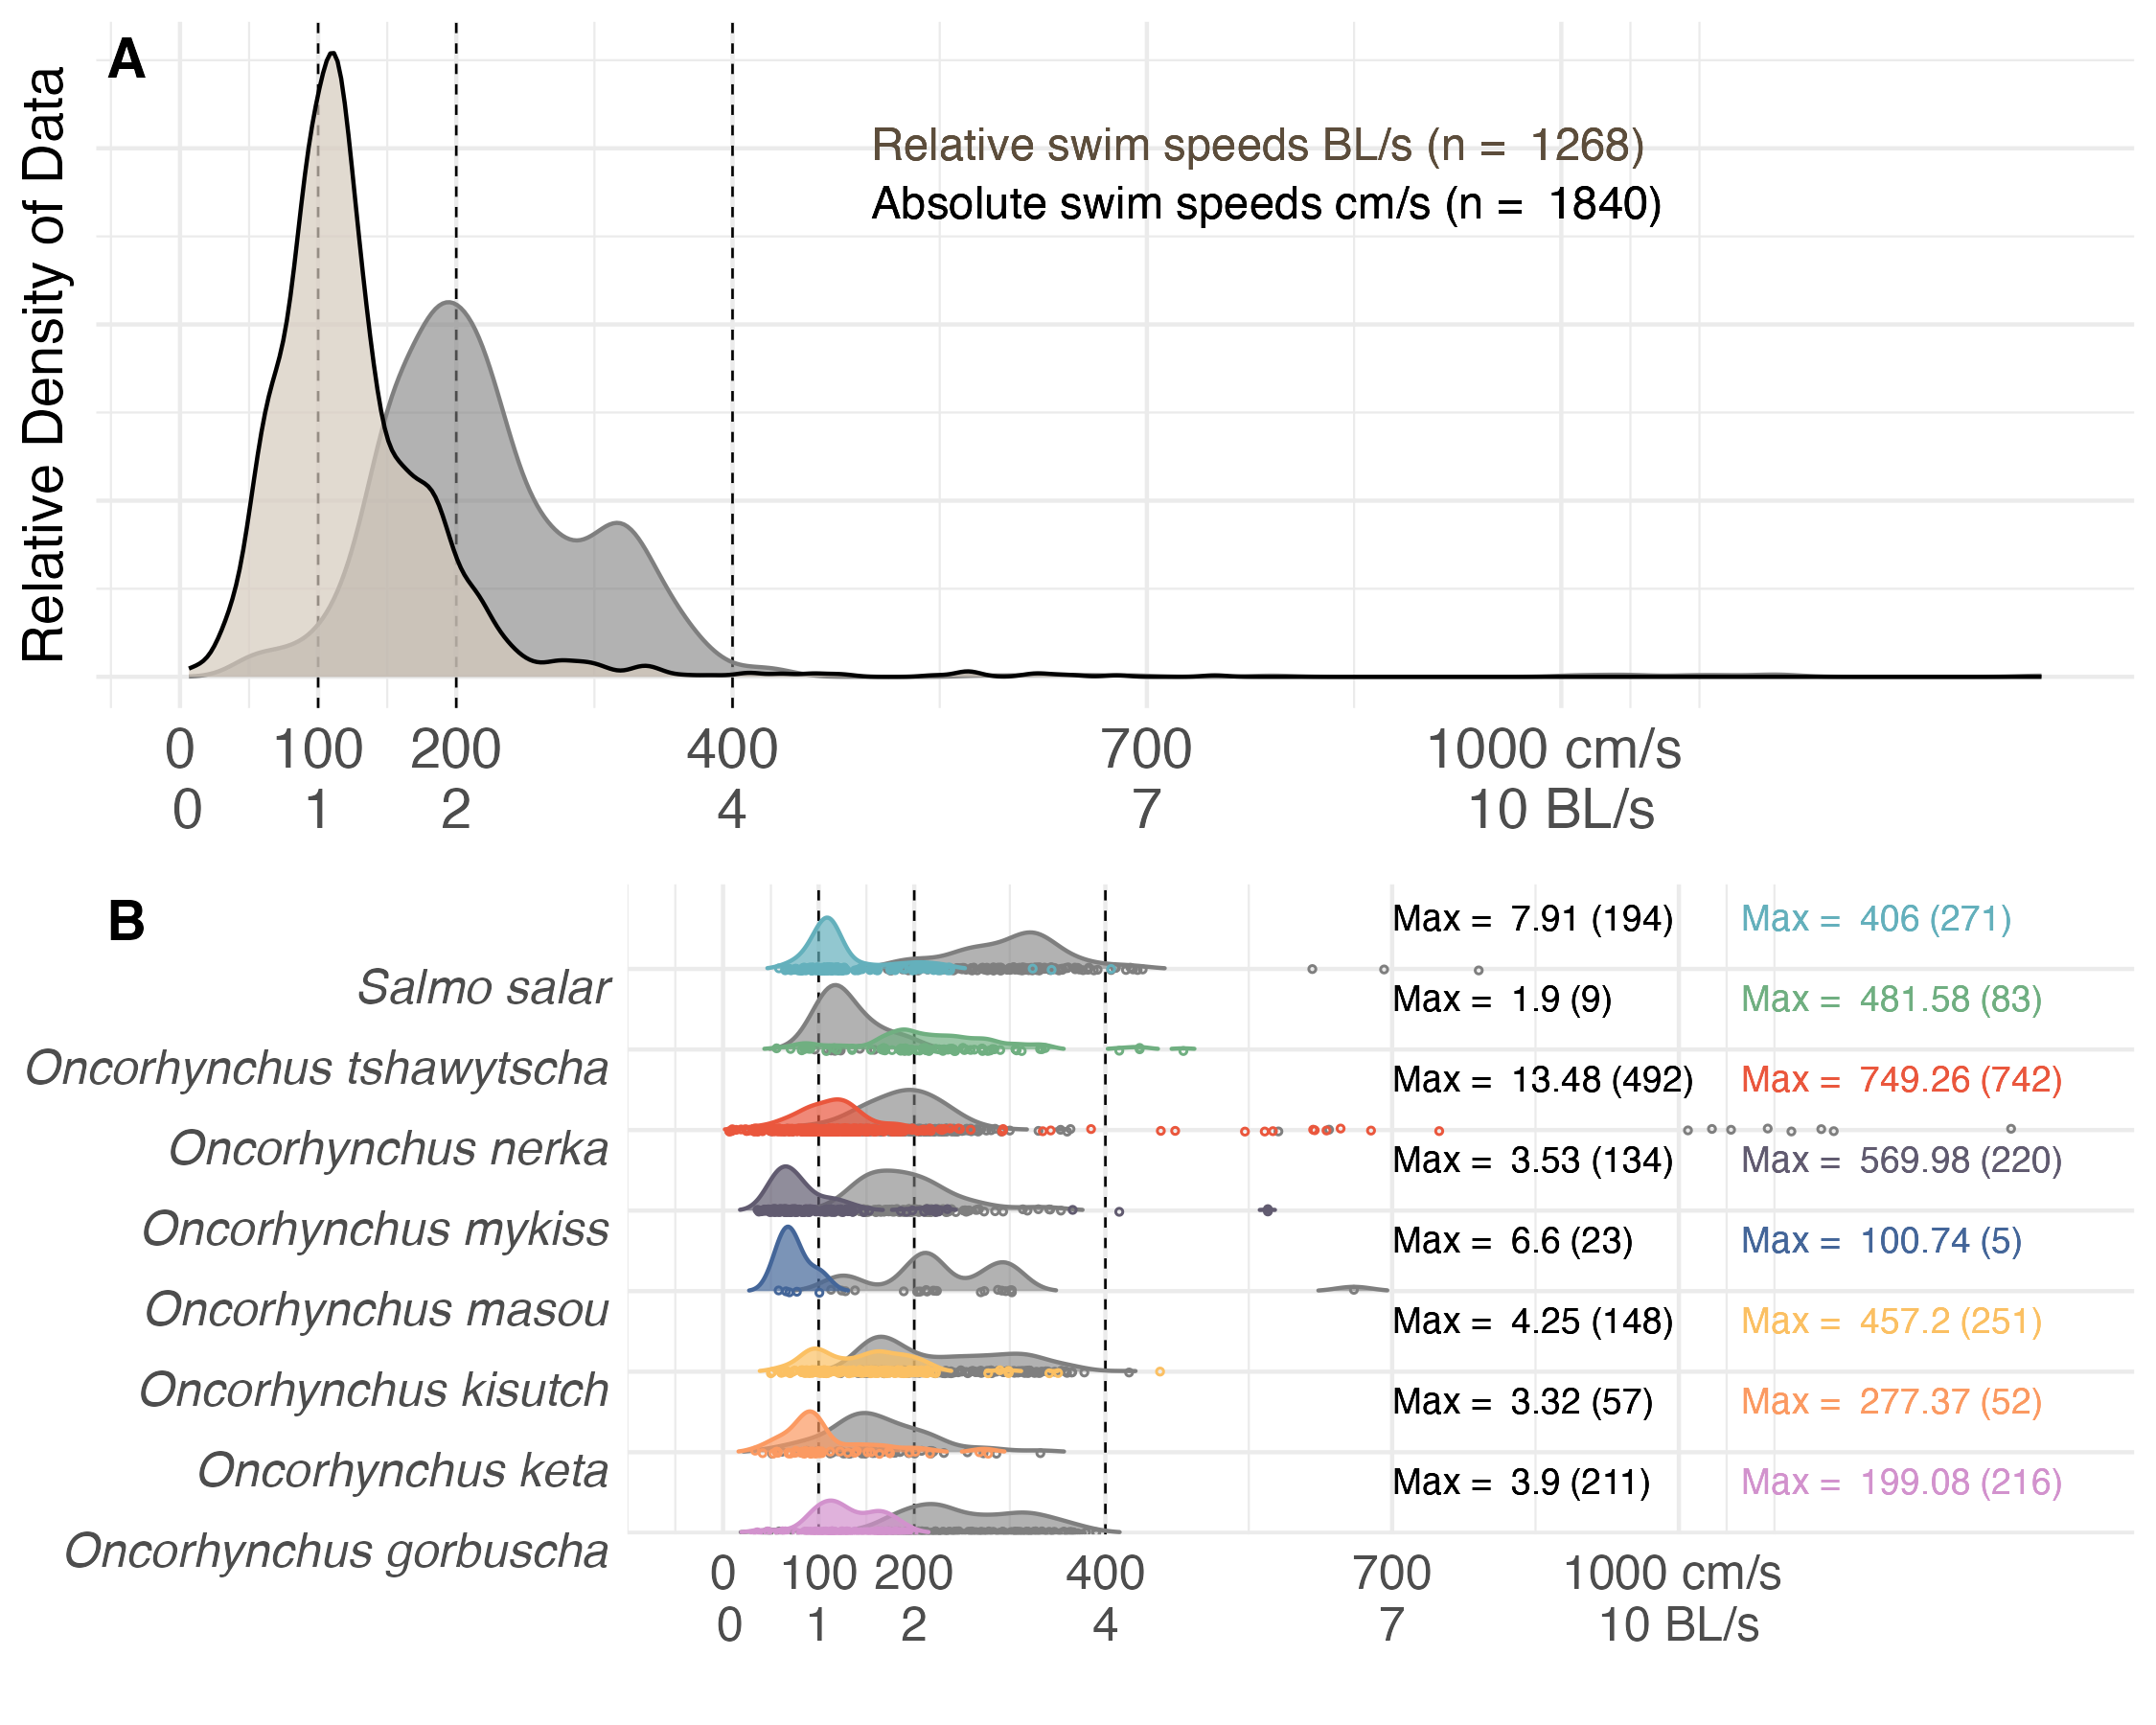 A
Relative Density of Data
Relative swim speeds BL/s (n = 1268)
Absolute swim speeds cm/s (n = 1840)
0 100 200 400 700 1000 cm/s
0 1 2 4 7 10 BL/s
B
Max = 7.91 (194) Max = 406 (271)
Salmo salar
Max = 1.9 (9) Max = 481.58 (83)
Oncorhynchus tshawytscha
Max = 13.48 (492) Max = 749.26 (742)
Oncorhynchus nerka
Max = 3.53 (134) Max = 569.98 (220)
Oncorhynchus mykiss
Max = 6.6 (23) Max = 100.74 (5)
Oncorhynchus masou
Max = 4.25 (148) Max = 457.2 (251)
Oncorhynchus kisutch
Max = 3.32 (57) Max = 277.37 (52)
Oncorhynchus keta
Max = 3.9 (211) Max = 199.08 (216)
Oncorhynchus gorbuscha
0 100 200 400 700 1000 cm/s
0 1 2 4 7 10 BL/s